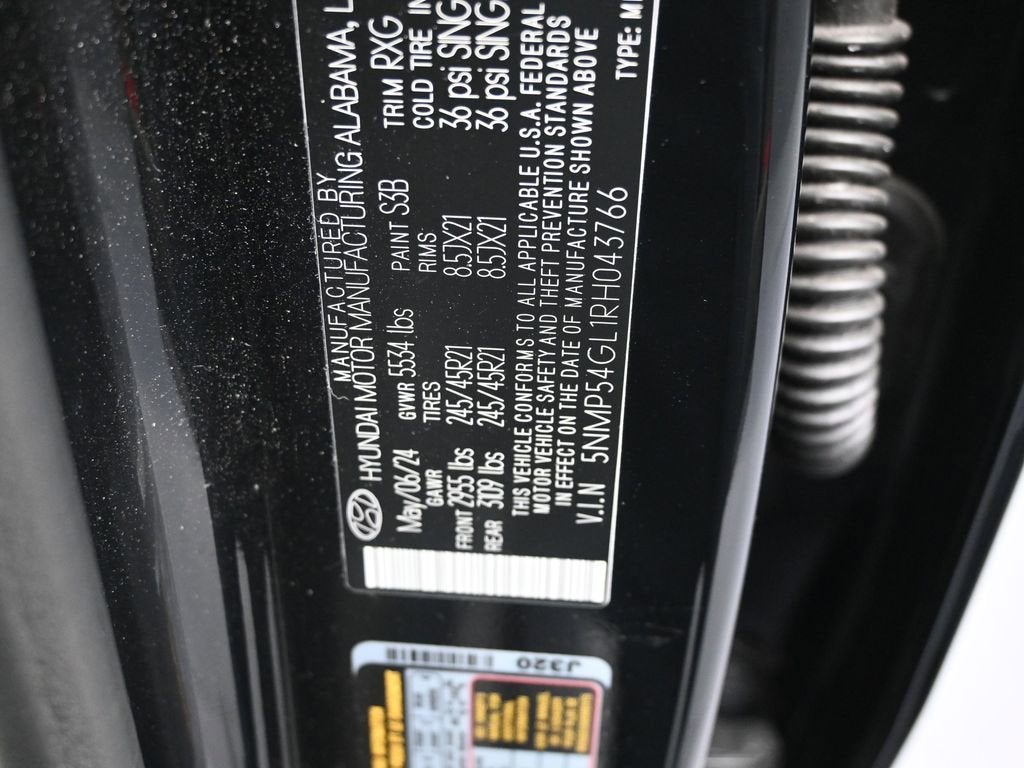 MANUFACTURED BY
HYUNDAI MOTOR MANUFACTURING ALABAMA, L
May/06/24 GVWR 5534 lbs PAINT S3B TRIM RXG
GAWR TIRES RIMS COLD TIRE IN
FRONT 2955 lbs 245/45R21 8.5JX21 36 psi SING
REAR 3109 lbs 245/45R21 8.5JX21 36 psi SING
THIS VEHICLE CONFORMS TO ALL APPLICABLE U.S.A. FEDERAL
MOTOR VEHICLE SAFETY AND THEFT PREVENTION STANDARDS
IN EFFECT ON THE DATE OF MANUFACTURE SHOWN ABOVE
V.I.N 5NMP54GL1RH043766 TYPE: M
J320